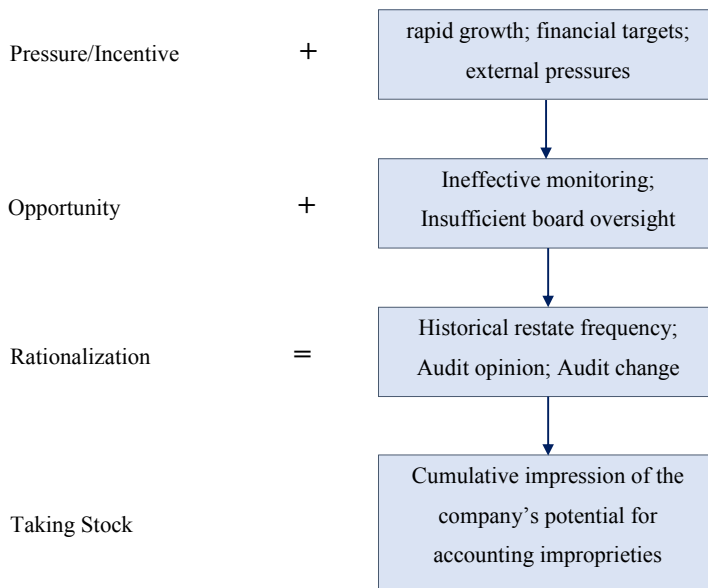 Pressure/Incentive + rapid growth; financial targets;
external pressures
Opportunity + Ineffective monitoring;
Insufficient board oversight
Rationalization = Historical restate frequency;
Audit opinion; Audit change
Taking Stock Cumulative impression of the
company’s potential for
accounting improprieties